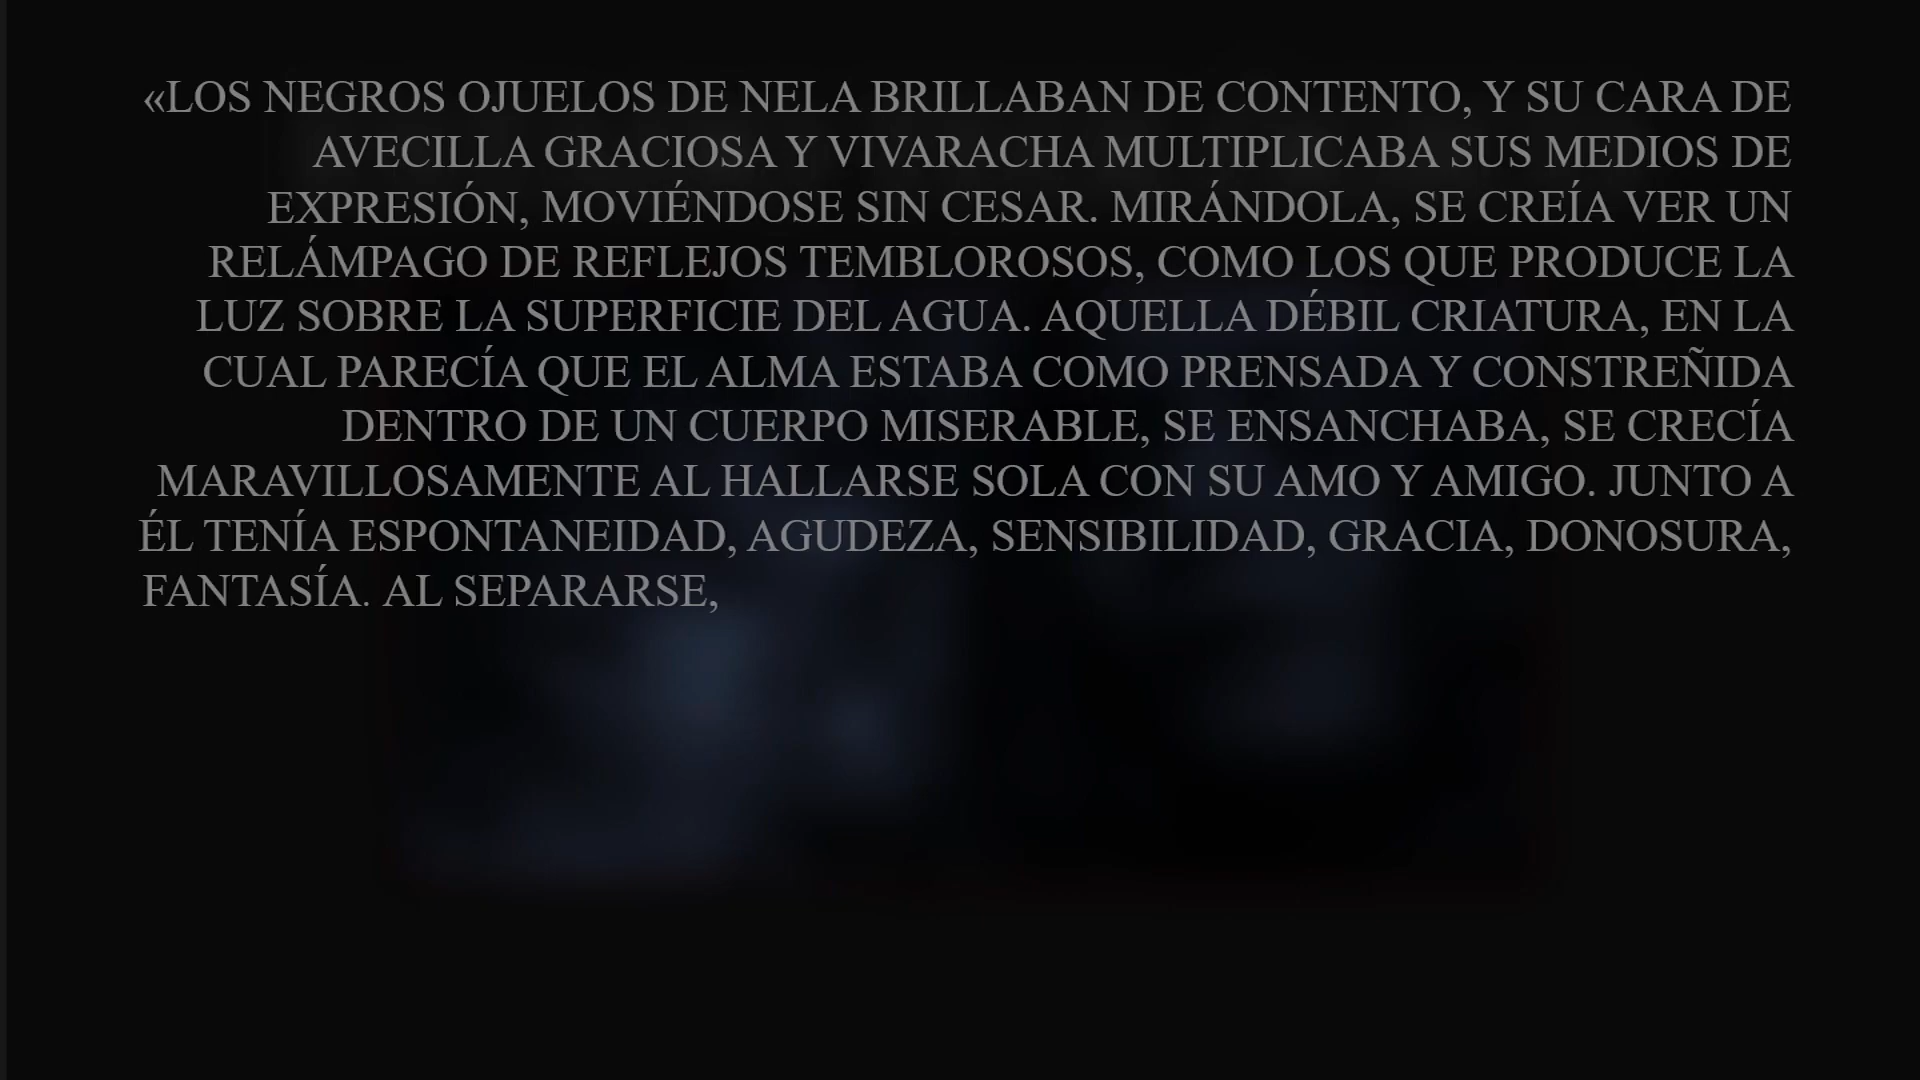 «LOS NEGROS OJUELOS DE NELA BRILLABAN DE CONTENTO, Y SU CARA DE
AVECILLA GRACIOSA Y VIVARACHA MULTIPLICABA SUS MEDIOS DE
EXPRESIÓN, MOVIÉNDOSE SIN CESAR. MIRÁNDOLA, SE CREÍA VER UN
RELÁMPAGO DE REFLEJOS TEMBLOROSOS, COMO LOS QUE PRODUCE LA
LUZ SOBRE LA SUPERFICIE DEL AGUA. AQUELLA DÉBIL CRIATURA, EN LA
CUAL PARECÍA QUE EL ALMA ESTABA COMO PRENSADA Y CONSTREÑIDA
DENTRO DE UN CUERPO MISERABLE, SE ENSANCHABA, SE CRECÍA
MARAVILLOSAMENTE AL HALLARSE SOLA CON SU AMO Y AMIGO. JUNTO A
ÉL TENÍA ESPONTANEIDAD, AGUDEZA, SENSIBILIDAD, GRACIA, DONOSURA,
FANTASÍA. AL SEPARARSE,